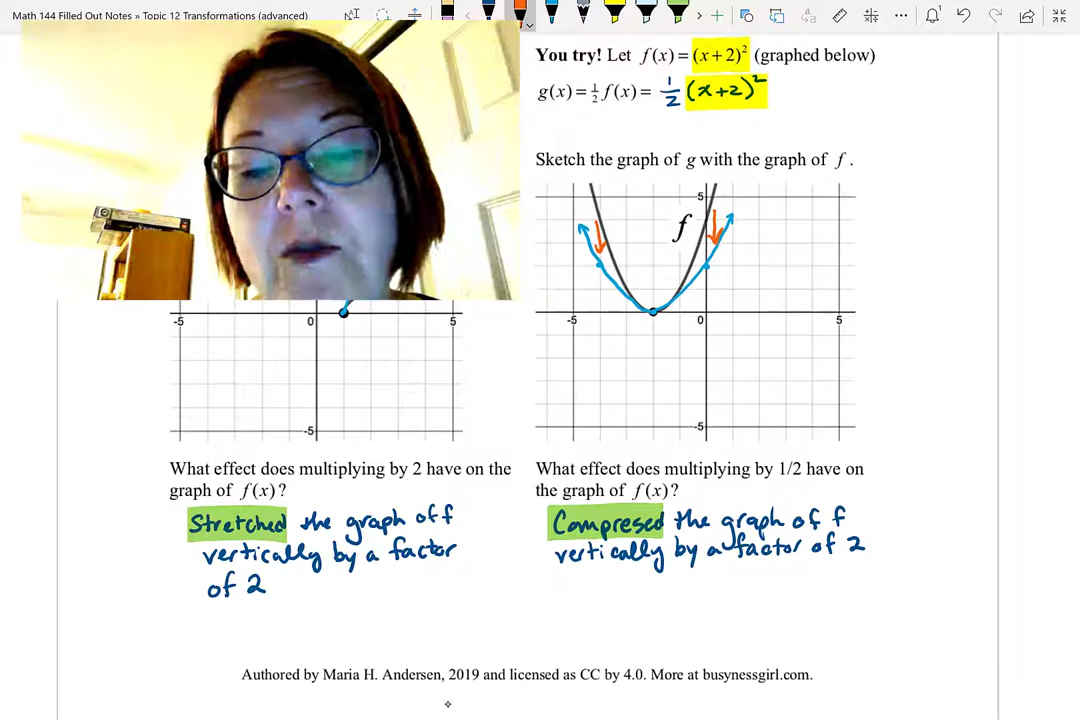 Math 144 Filled Out Notes » Topic 12 Transformations (advanced)
You try! Let f(x) = (x+2)² (graphed below)
g(x) = ½ f(x) = ½ (x+2)²
Sketch the graph of g with the graph of f.
5
f
-5 0 5
-5
-5 0 5
-5
What effect does multiplying by 2 have on the
graph of f(x)?
Stretched the graph of f
vertically by a factor
of 2
What effect does multiplying by 1/2 have on
the graph of f(x)?
Compresed the graph of f
vertically by a factor of 2
Authored by Maria H. Andersen, 2019 and licensed as CC by 4.0. More at busynessgirl.com.